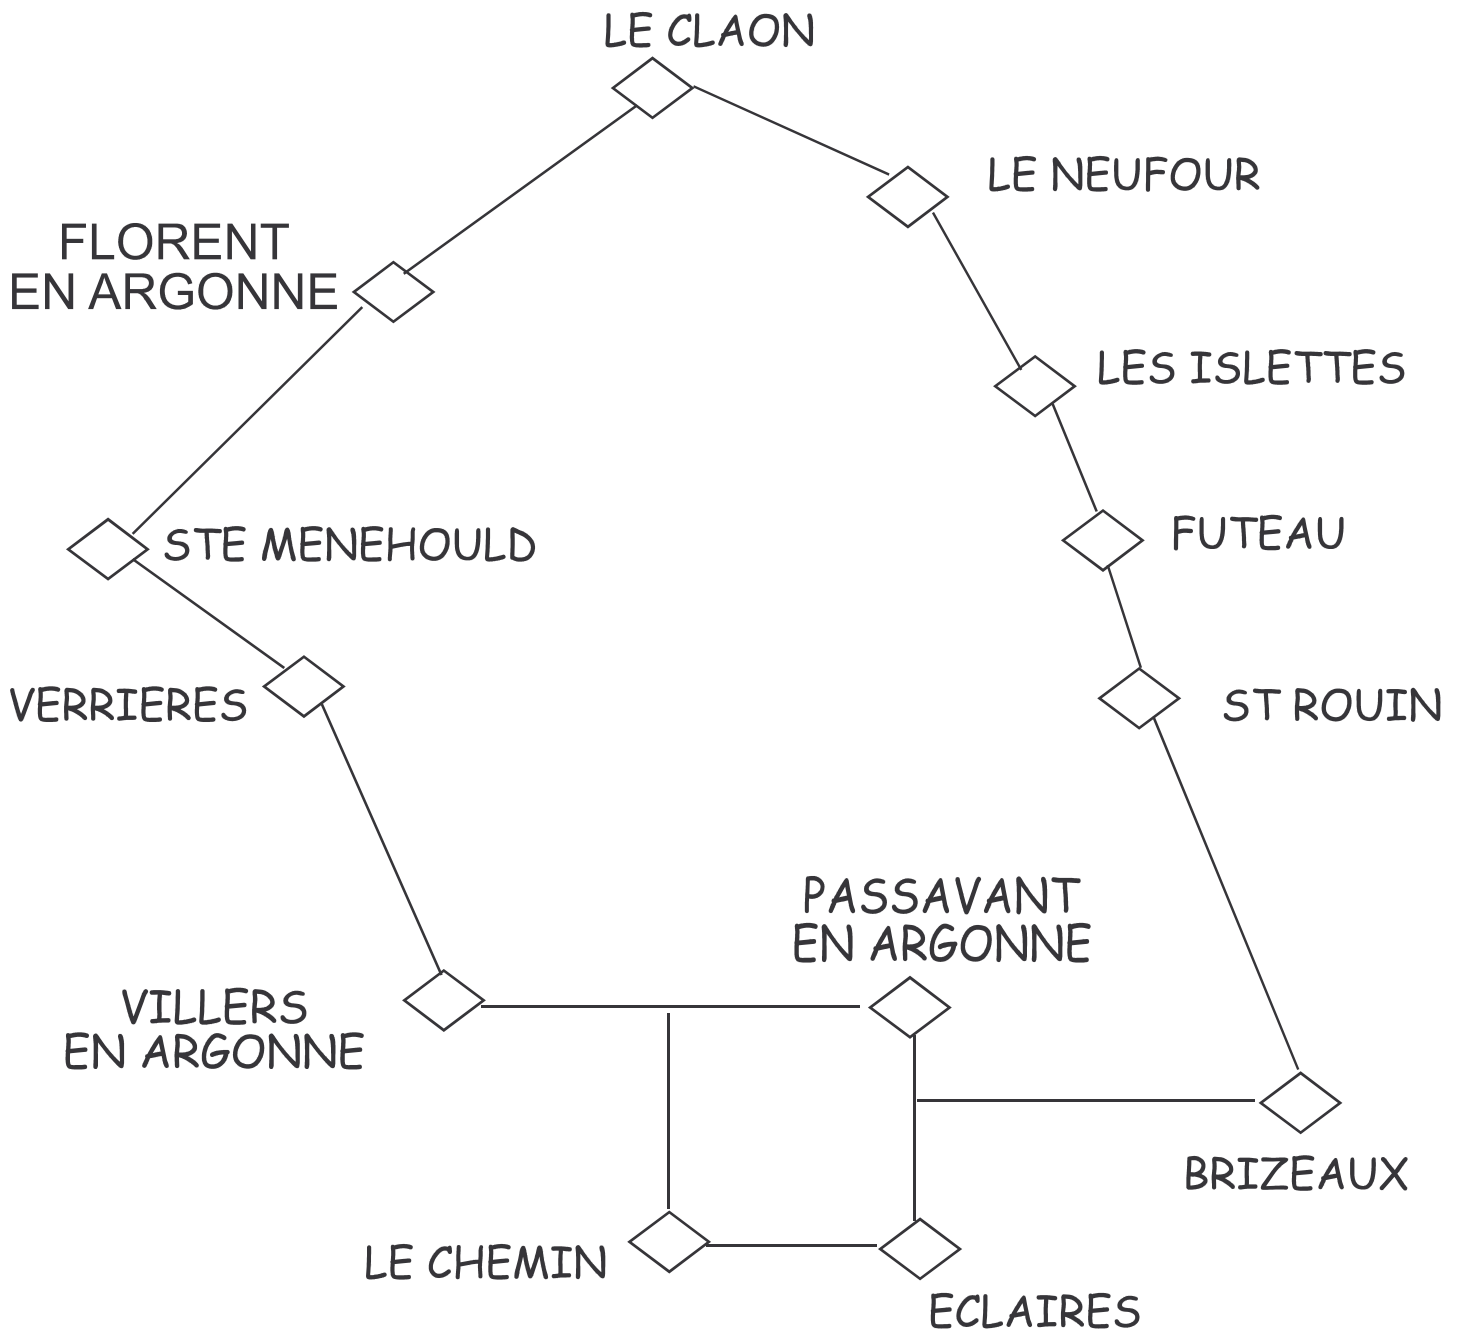 LE CLAON
LE NEUFOUR
FLORENT
EN ARGONNE
LES ISLETTES
STE MENEHOULD
FUTEAU
VERRIERES
ST ROUIN
PASSAVANT
EN ARGONNE
VILLERS
EN ARGONNE
BRIZEAUX
LE CHEMIN
ECLAIRES